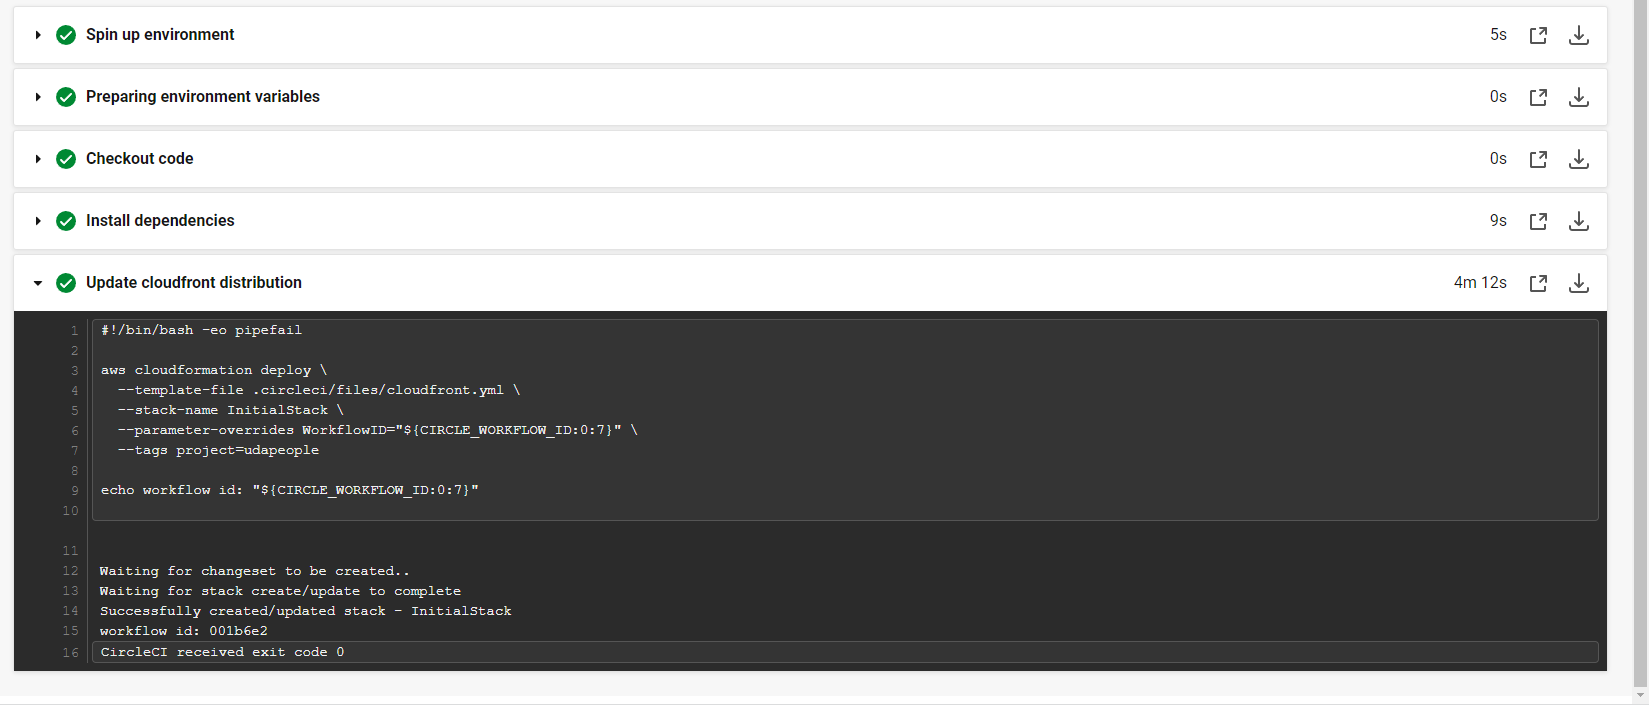 Spin up environment 5s
Preparing environment variables 0s
Checkout code 0s
Install dependencies 9s
Update cloudfront distribution 4m 12s
1 #!/bin/bash -eo pipefail
2
3 aws cloudformation deploy \
4   --template-file .circleci/files/cloudfront.yml \
5   --stack-name InitialStack \
6   --parameter-overrides WorkflowID="${CIRCLE_WORKFLOW_ID:0:7}" \
7   --tags project=udapeople
8
9 echo workflow id: "${CIRCLE_WORKFLOW_ID:0:7}"
10
11
12 Waiting for changeset to be created..
13 Waiting for stack create/update to complete
14 Successfully created/updated stack - InitialStack
15 workflow id: 001b6e2
16 CircleCI received exit code 0